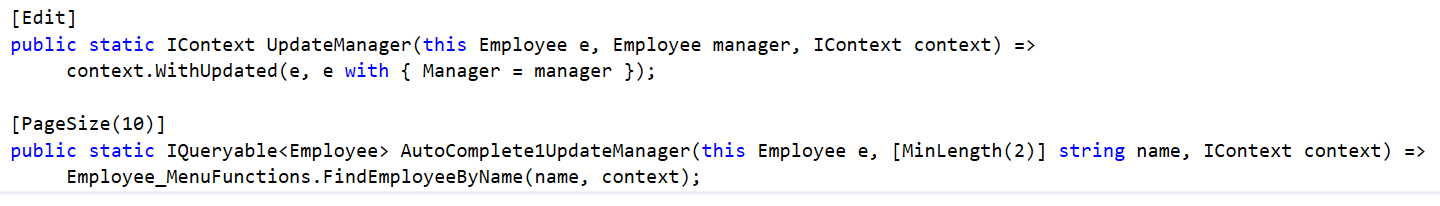 [Edit]
public static IContext UpdateManager(this Employee e, Employee manager, IContext context) =>
     context.WithUpdated(e, e with { Manager = manager });

[PageSize(10)]
public static IQueryable<Employee> AutoComplete1UpdateManager(this Employee e, [MinLength(2)] string name, IContext context) =>
     Employee_MenuFunctions.FindEmployeeByName(name, context);